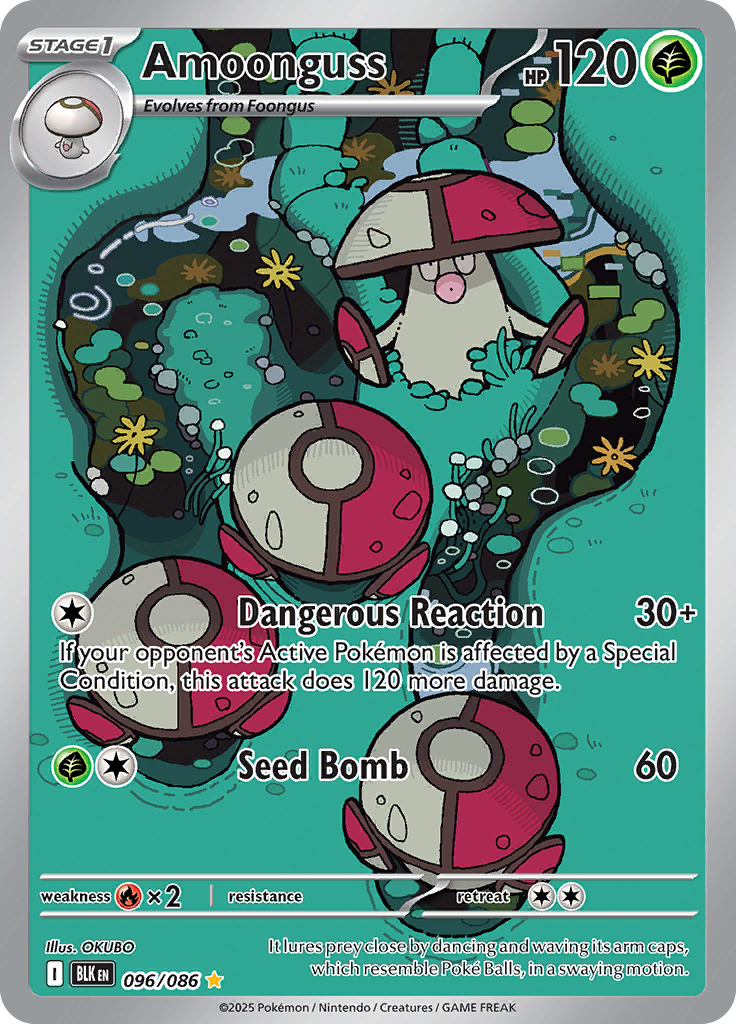 STAGE1
Amoonguss
HP 120
Evolves from Foongus
Dangerous Reaction 30+
If your opponent's Active Pokémon is affected by a Special
Condition, this attack does 120 more damage.
Seed Bomb 60
weakness ×2 resistance retreat
Illus. OKUBO
It lures prey close by dancing and waving its arm caps,
which resemble Poké Balls, in a swaying motion.
I BLK EN 096/086
©2025 Pokémon / Nintendo / Creatures / GAME FREAK